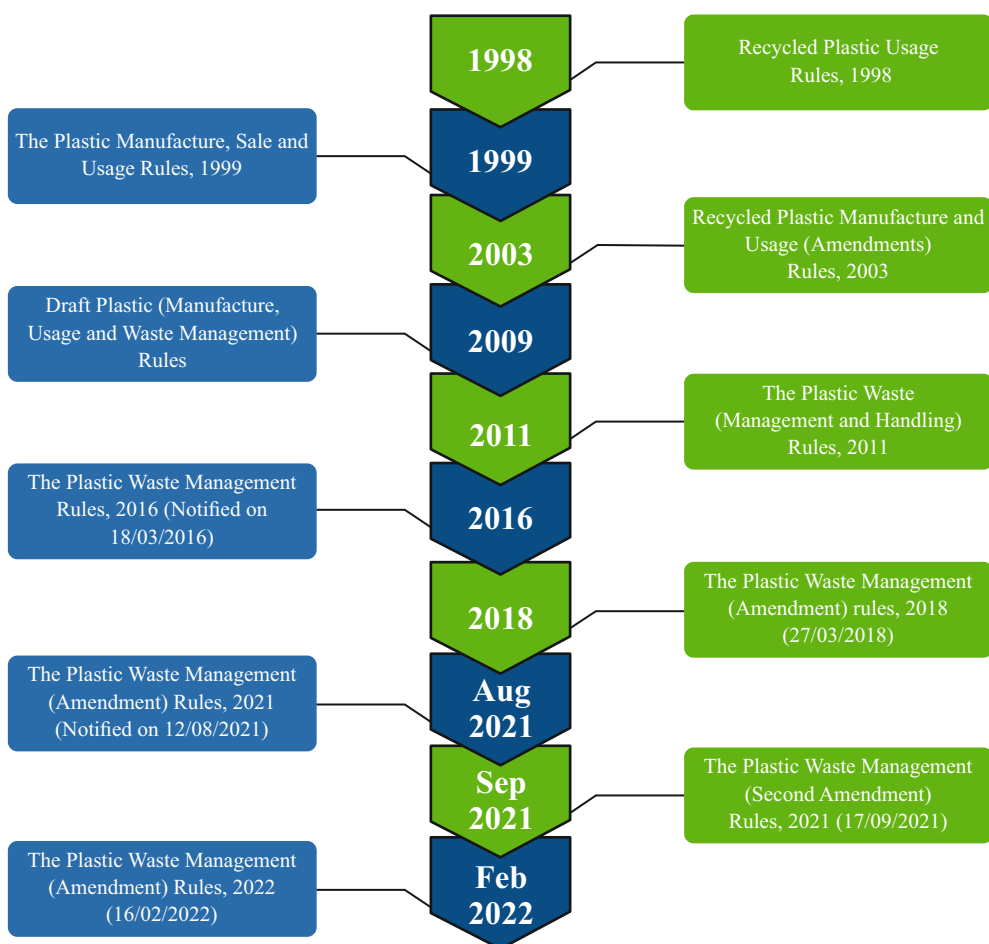 1998
Recycled Plastic Usage
Rules, 1998
The Plastic Manufacture, Sale and
Usage Rules, 1999
1999
2003
Recycled Plastic Manufacture and
Usage (Amendments)
Rules, 2003
Draft Plastic (Manufacture,
Usage and Waste Management)
Rules
2009
2011
The Plastic Waste
(Management and Handling)
Rules, 2011
The Plastic Waste Management
Rules, 2016 (Notified on
18/03/2016)
2016
2018
The Plastic Waste Management
(Amendment) rules, 2018
(27/03/2018)
The Plastic Waste Management
(Amendment) Rules, 2021
(Notified on 12/08/2021)
Aug
2021
Sep
2021
The Plastic Waste Management
(Second Amendment)
Rules, 2021 (17/09/2021)
The Plastic Waste Management
(Amendment) Rules, 2022
(16/02/2022)
Feb
2022